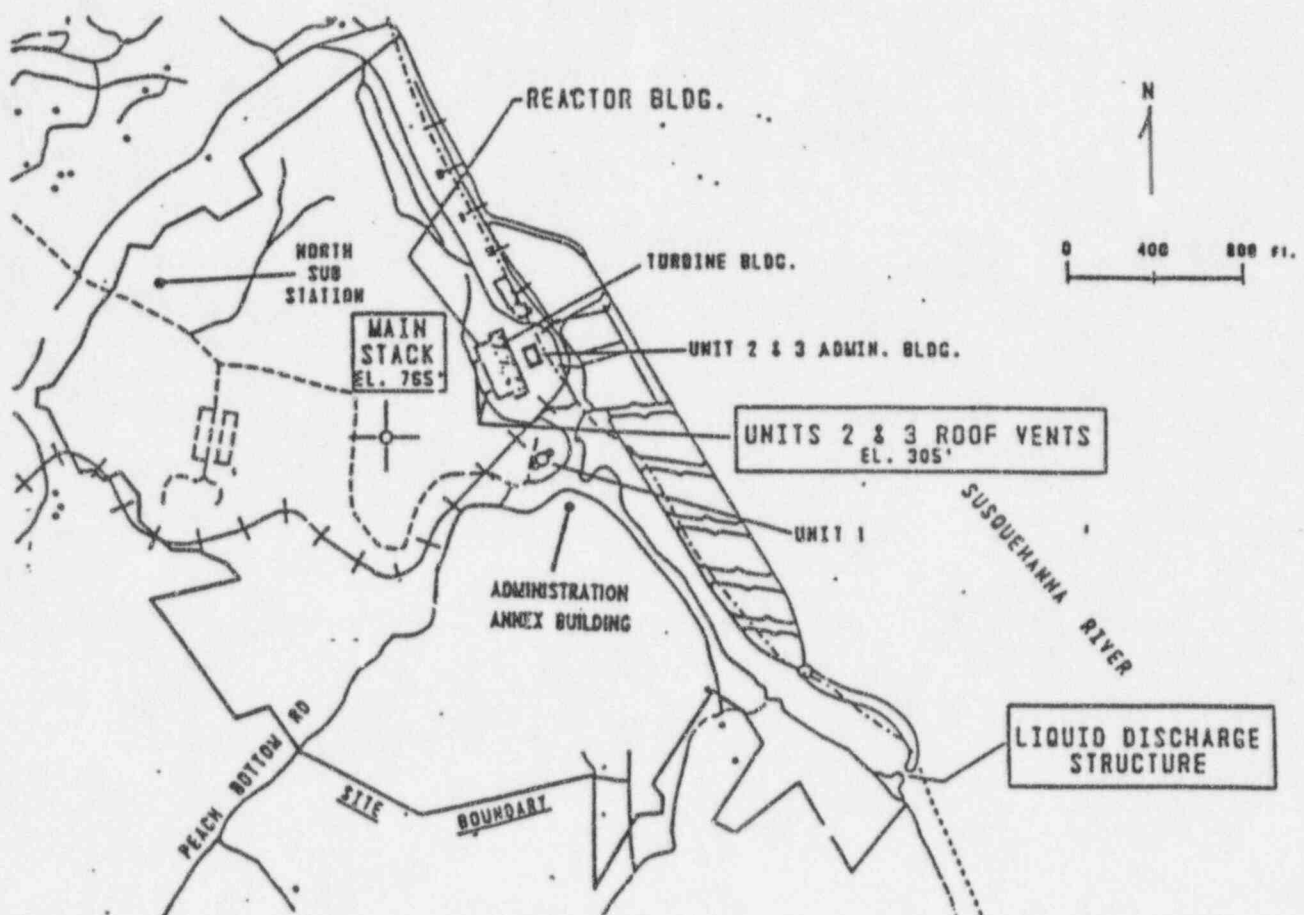 REACTOR BLDG.
N
0 400 800 FT.
TURBINE BLDG.
NORTH
SUB
STATION
MAIN
STACK
EL. 765'
UNIT 2 & 3 ADMIN. BLDG.
UNITS 2 & 3 ROOF VENTS
EL. 305'
SUSQUEHANNA RIVER
UNIT 1
ADMINISTRATION
ANNEX BUILDING
PEACH BOTTOM RD
SITE BOUNDARY
LIQUID DISCHARGE
STRUCTURE